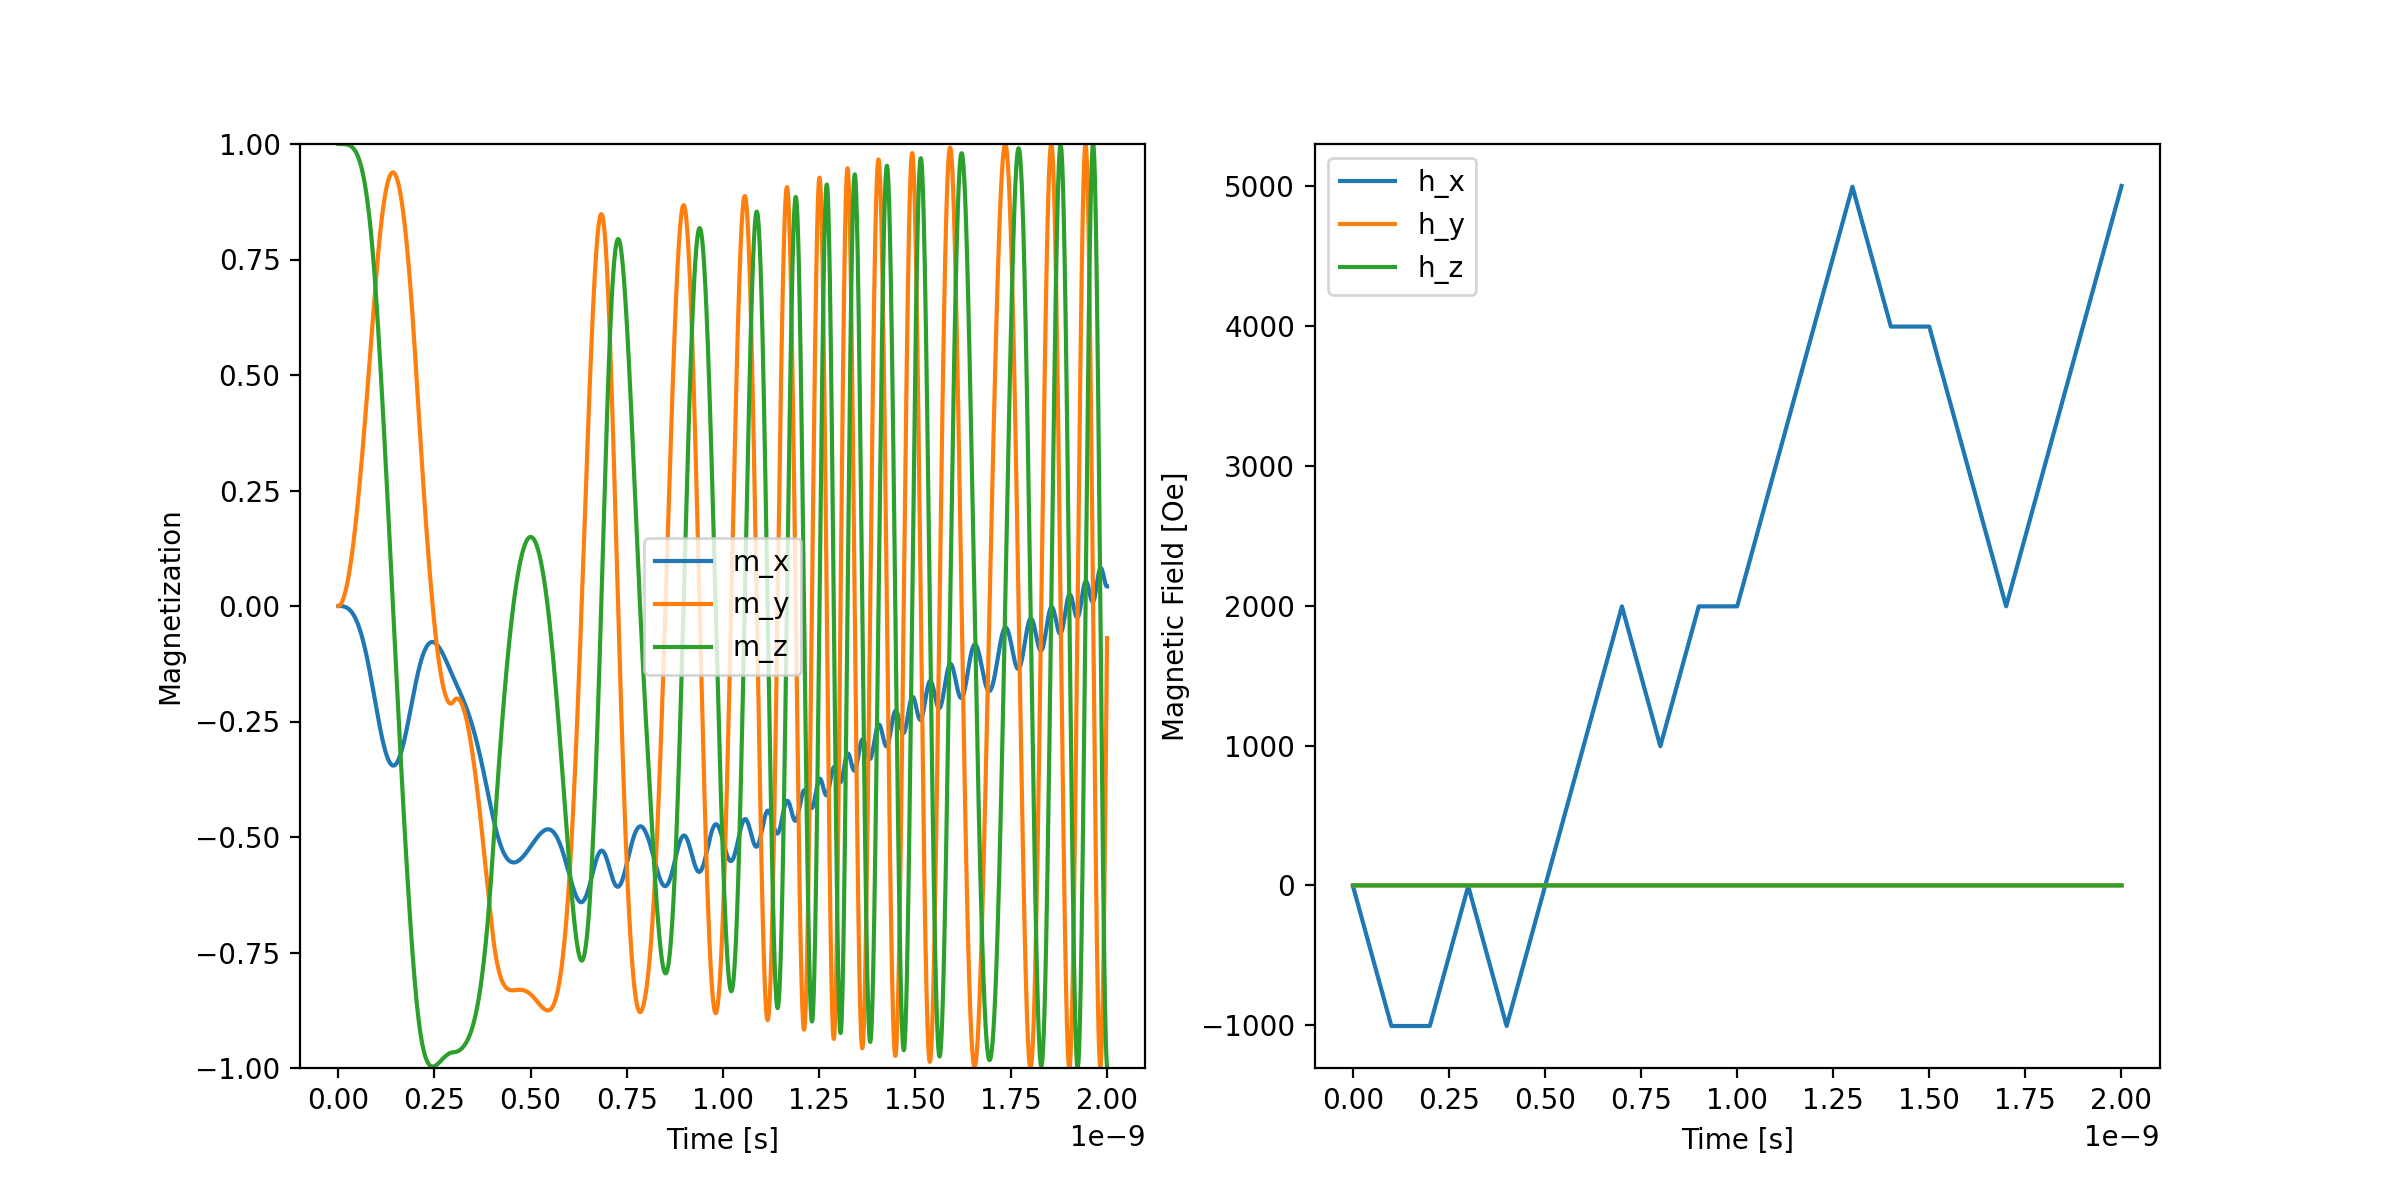 1.00
0.75
0.50
0.25
0.00
−0.25
−0.50
−0.75
−1.00
Magnetization
m_x
m_y
m_z
0.00 0.25 0.50 0.75 1.00 1.25 1.50 1.75 2.00
Time [s]
1e−9
5000
4000
3000
2000
1000
0
−1000
Magnetic Field [Oe]
h_x
h_y
h_z
0.00 0.25 0.50 0.75 1.00 1.25 1.50 1.75 2.00
Time [s]
1e−9